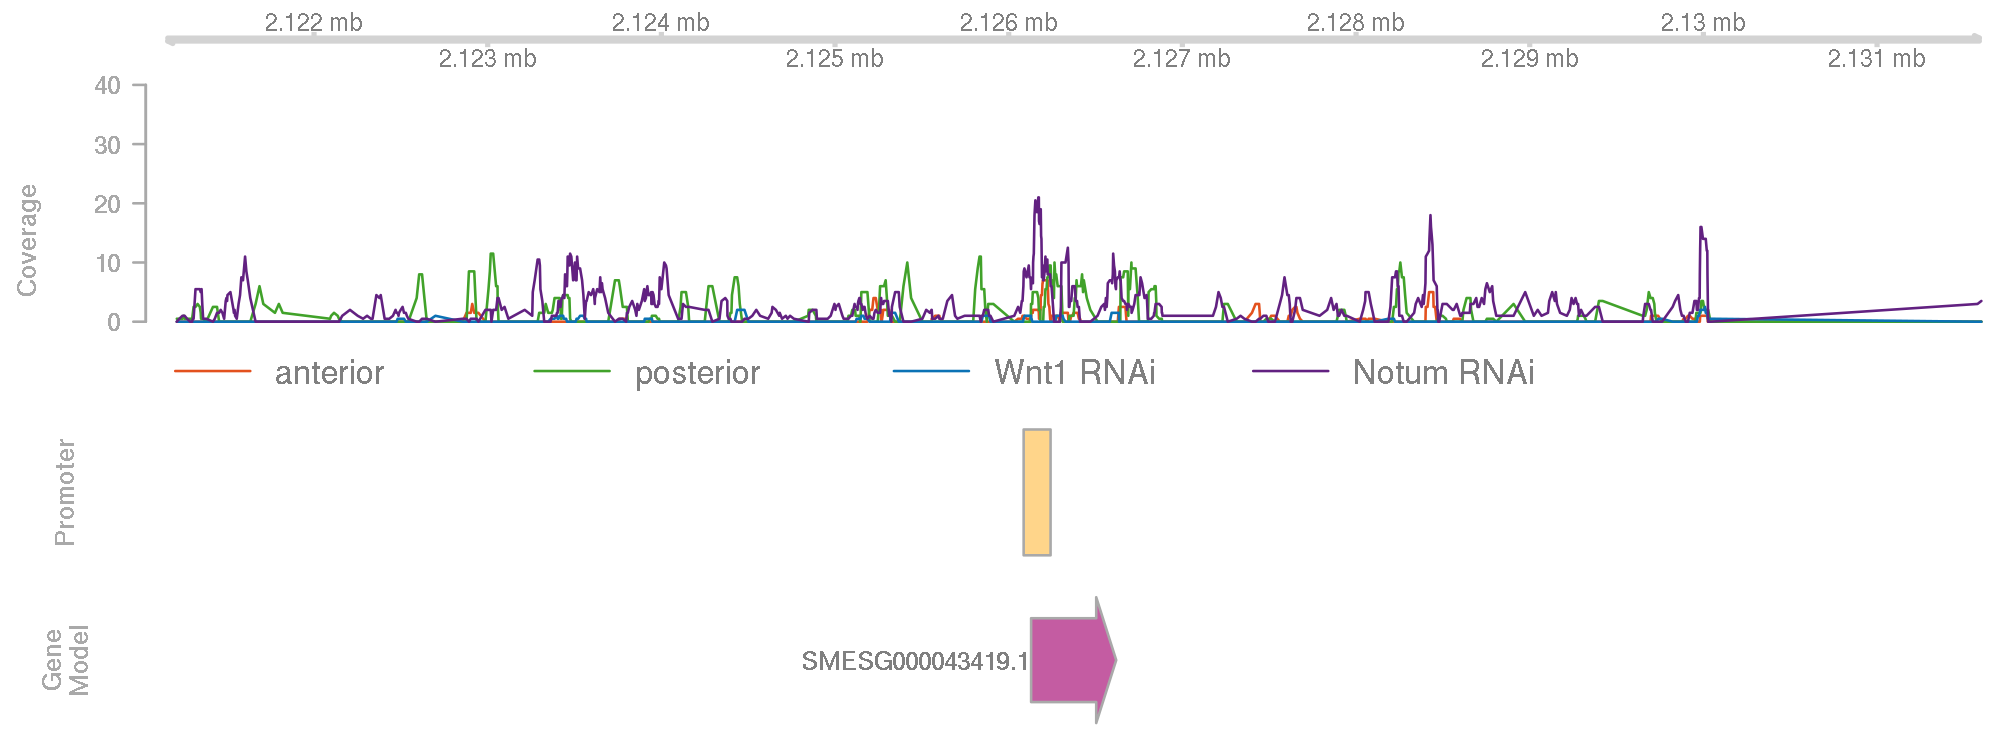 2.122 mb 2.124 mb 2.126 mb 2.128 mb 2.13 mb
2.123 mb 2.125 mb 2.127 mb 2.129 mb 2.131 mb
40
30
20
10
0
Coverage
anterior posterior Wnt1 RNAi Notum RNAi
Promoter
Gene
Model
SMESG000043419.1